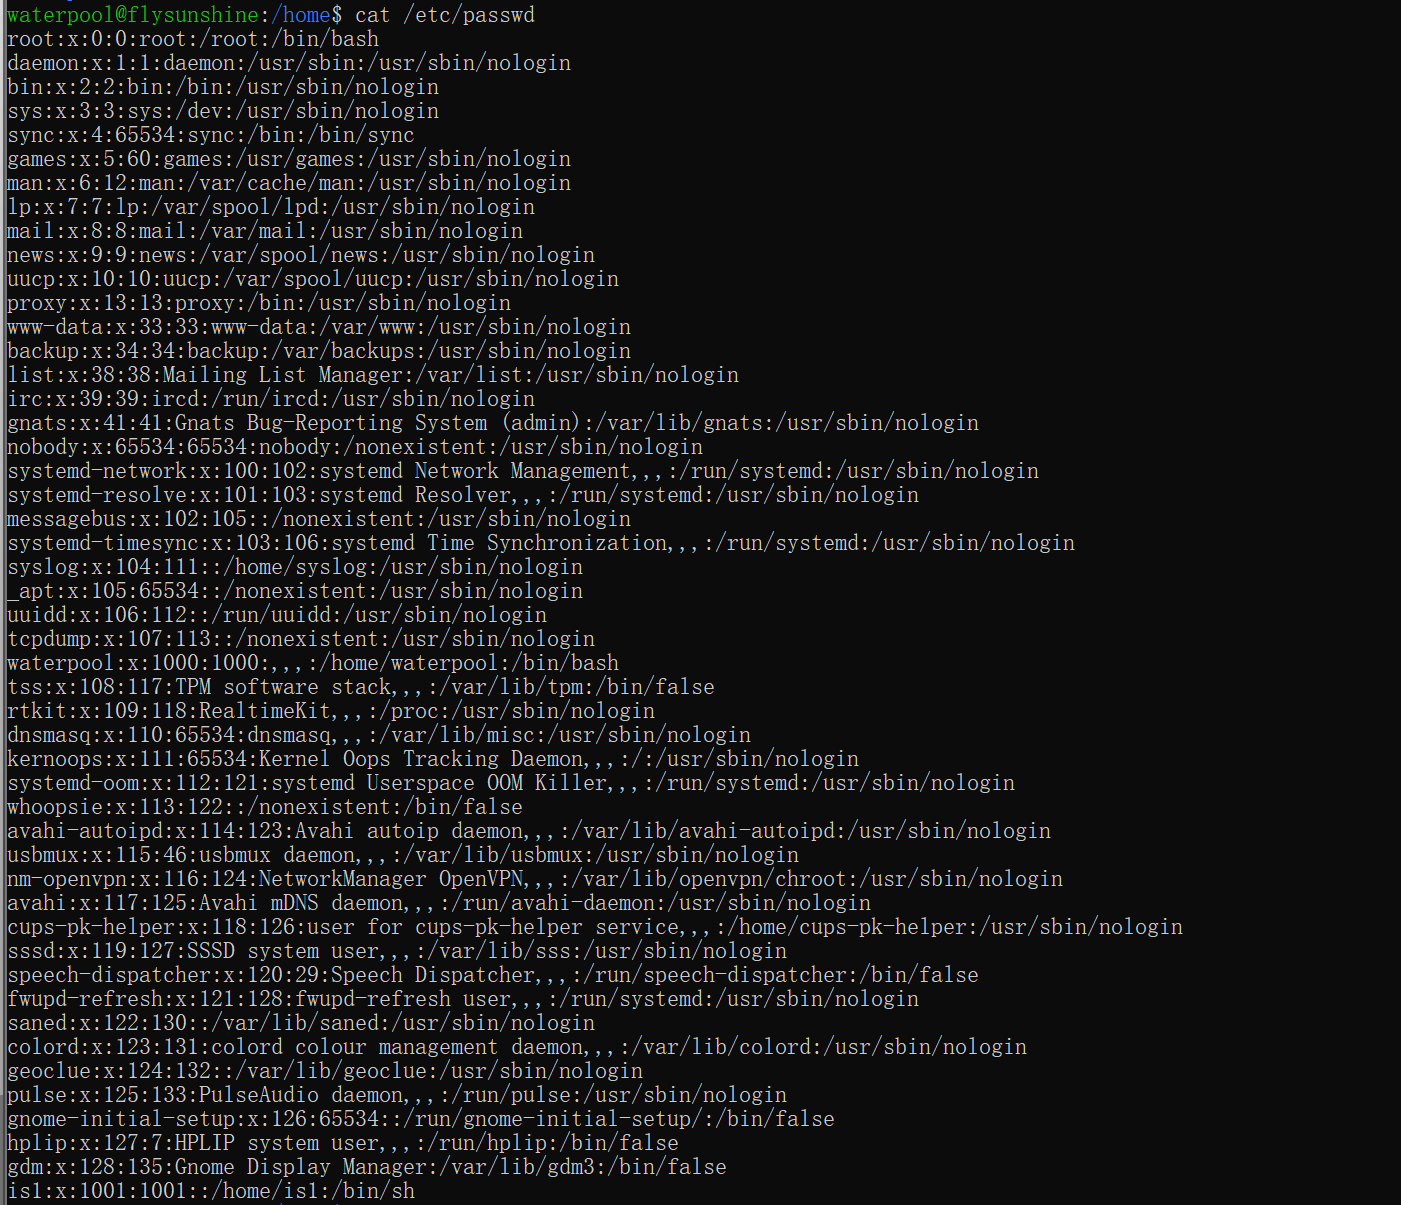 waterpool@flysunshine:/home$ cat /etc/passwd
root:x:0:0:root:/root:/bin/bash
daemon:x:1:1:daemon:/usr/sbin:/usr/sbin/nologin
bin:x:2:2:bin:/bin:/usr/sbin/nologin
sys:x:3:3:sys:/dev:/usr/sbin/nologin
sync:x:4:65534:sync:/bin:/bin/sync
games:x:5:60:games:/usr/games:/usr/sbin/nologin
man:x:6:12:man:/var/cache/man:/usr/sbin/nologin
lp:x:7:7:lp:/var/spool/lpd:/usr/sbin/nologin
mail:x:8:8:mail:/var/mail:/usr/sbin/nologin
news:x:9:9:news:/var/spool/news:/usr/sbin/nologin
uucp:x:10:10:uucp:/var/spool/uucp:/usr/sbin/nologin
proxy:x:13:13:proxy:/bin:/usr/sbin/nologin
www-data:x:33:33:www-data:/var/www:/usr/sbin/nologin
backup:x:34:34:backup:/var/backups:/usr/sbin/nologin
list:x:38:38:Mailing List Manager:/var/list:/usr/sbin/nologin
irc:x:39:39:ircd:/run/ircd:/usr/sbin/nologin
gnats:x:41:41:Gnats Bug-Reporting System (admin):/var/lib/gnats:/usr/sbin/nologin
nobody:x:65534:65534:nobody:/nonexistent:/usr/sbin/nologin
systemd-network:x:100:102:systemd Network Management,,,:/run/systemd:/usr/sbin/nologin
systemd-resolve:x:101:103:systemd Resolver,,,:/run/systemd:/usr/sbin/nologin
messagebus:x:102:105::/nonexistent:/usr/sbin/nologin
systemd-timesync:x:103:106:systemd Time Synchronization,,,:/run/systemd:/usr/sbin/nologin
syslog:x:104:111::/home/syslog:/usr/sbin/nologin
_apt:x:105:65534::/nonexistent:/usr/sbin/nologin
uuidd:x:106:112::/run/uuidd:/usr/sbin/nologin
tcpdump:x:107:113::/nonexistent:/usr/sbin/nologin
waterpool:x:1000:1000:,,,:/home/waterpool:/bin/bash
tss:x:108:117:TPM software stack,,,:/var/lib/tpm:/bin/false
rtkit:x:109:118:RealtimeKit,,,:/proc:/usr/sbin/nologin
dnsmasq:x:110:65534:dnsmasq,,,:/var/lib/misc:/usr/sbin/nologin
kernoops:x:111:65534:Kernel Oops Tracking Daemon,,,:/:/usr/sbin/nologin
systemd-oom:x:112:121:systemd Userspace OOM Killer,,,:/run/systemd:/usr/sbin/nologin
whoopsie:x:113:122::/nonexistent:/bin/false
avahi-autoipd:x:114:123:Avahi autoip daemon,,,:/var/lib/avahi-autoipd:/usr/sbin/nologin
usbmux:x:115:46:usbmux daemon,,,:/var/lib/usbmux:/usr/sbin/nologin
nm-openvpn:x:116:124:NetworkManager OpenVPN,,,:/var/lib/openvpn/chroot:/usr/sbin/nologin
avahi:x:117:125:Avahi mDNS daemon,,,:/run/avahi-daemon:/usr/sbin/nologin
cups-pk-helper:x:118:126:user for cups-pk-helper service,,,:/home/cups-pk-helper:/usr/sbin/nologin
sssd:x:119:127:SSSD system user,,,:/var/lib/sss:/usr/sbin/nologin
speech-dispatcher:x:120:29:Speech Dispatcher,,,:/run/speech-dispatcher:/bin/false
fwupd-refresh:x:121:128:fwupd-refresh user,,,:/run/systemd:/usr/sbin/nologin
saned:x:122:130::/var/lib/saned:/usr/sbin/nologin
colord:x:123:131:colord colour management daemon,,,:/var/lib/colord:/usr/sbin/nologin
geoclue:x:124:132::/var/lib/geoclue:/usr/sbin/nologin
pulse:x:125:133:PulseAudio daemon,,,:/run/pulse:/usr/sbin/nologin
gnome-initial-setup:x:126:65534::/run/gnome-initial-setup/:/bin/false
hplip:x:127:7:HPLIP system user,,,:/run/hplip:/bin/false
gdm:x:128:135:Gnome Display Manager:/var/lib/gdm3:/bin/false
is1:x:1001:1001::/home/is1:/bin/sh